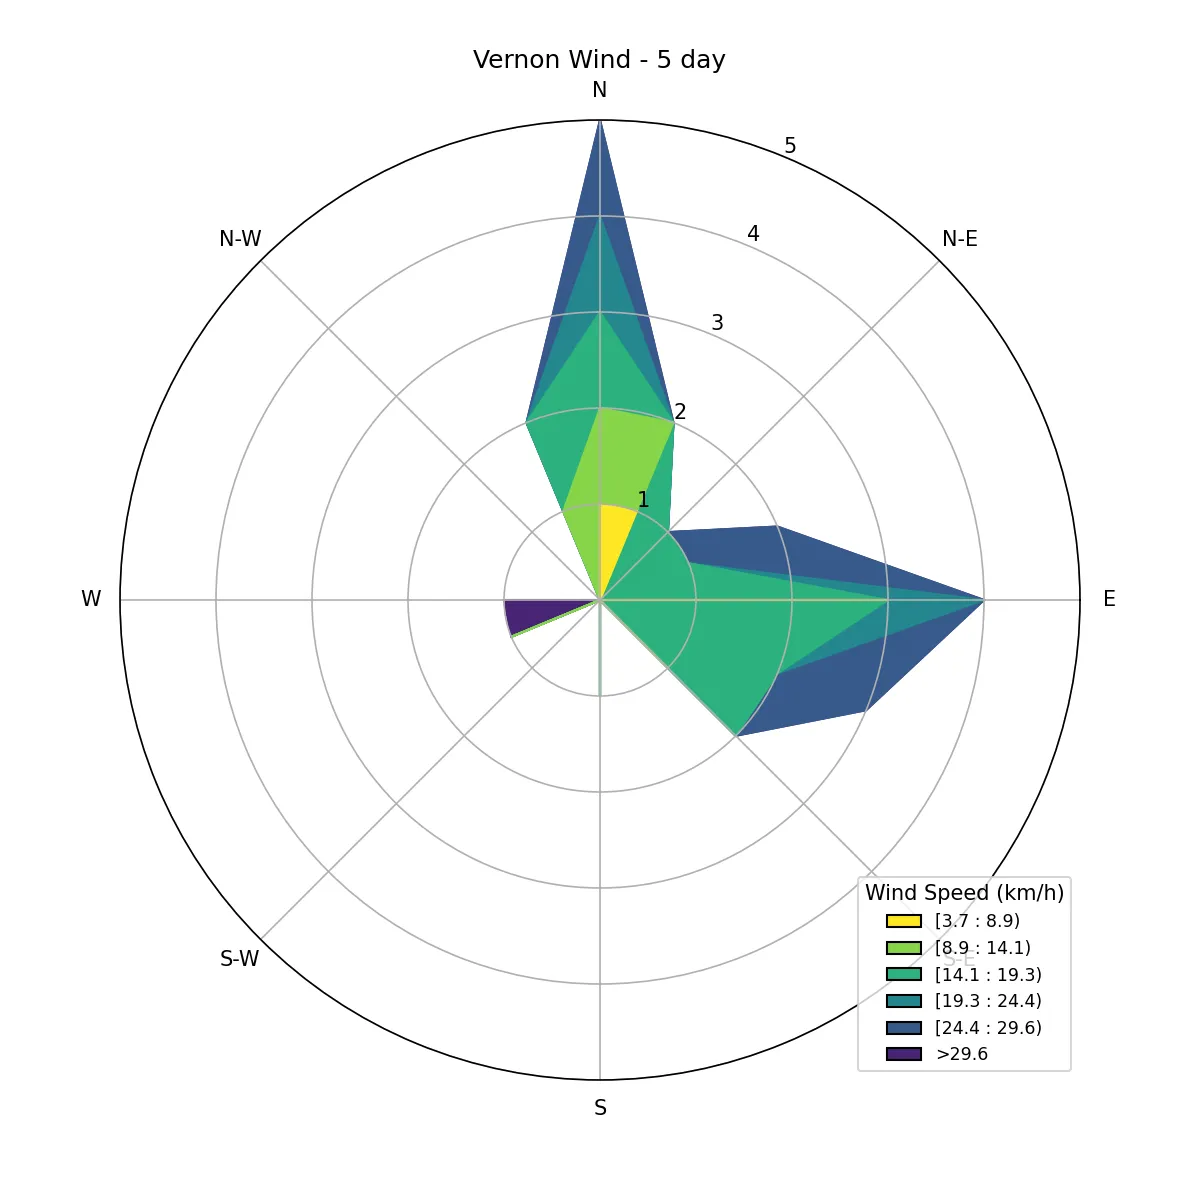 Vernon Wind - 5 day
N
5
N-W
N-E
4
3
2
1
W
E
S-W
S-E
Wind Speed (km/h)
[3.7 : 8.9)
[8.9 : 14.1)
[14.1 : 19.3)
[19.3 : 24.4)
[24.4 : 29.6)
>29.6
S